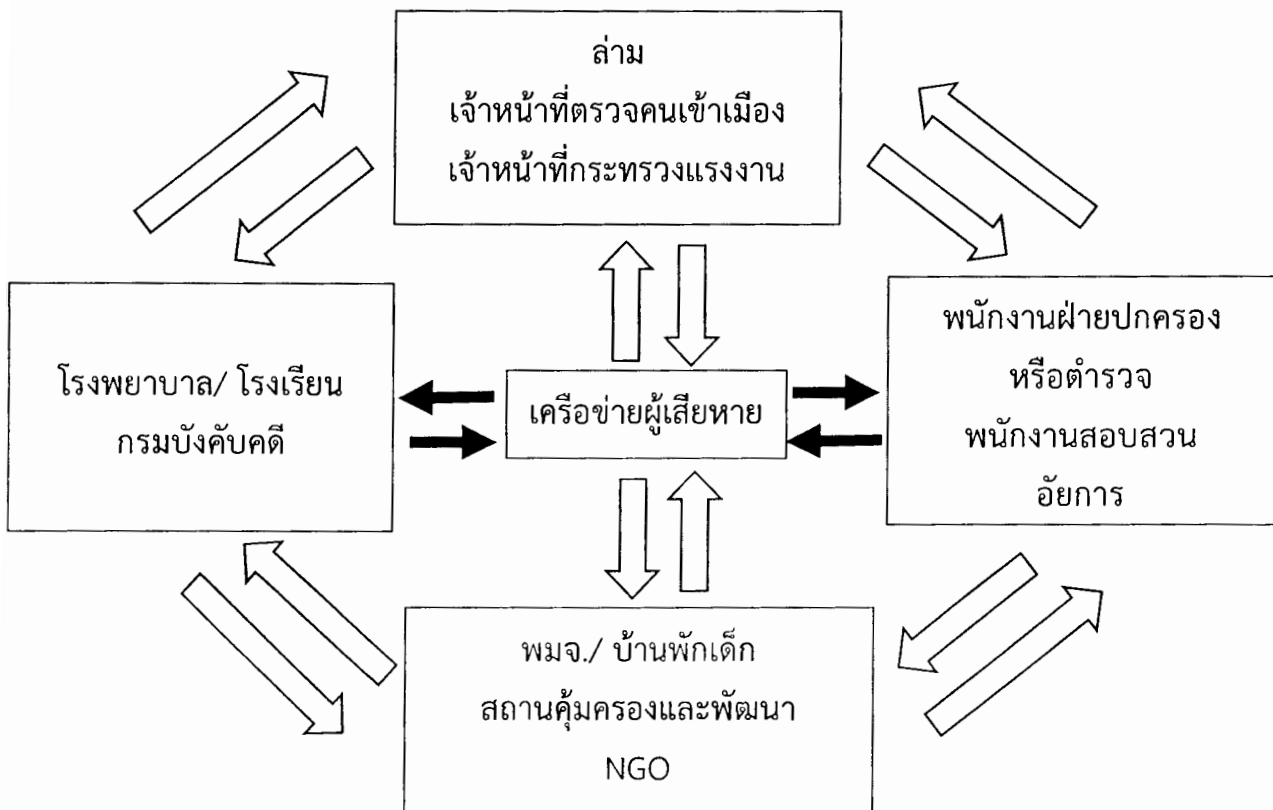 ล่าม
เจ้าหน้าที่ตรวจคนเข้าเมือง
เจ้าหน้าที่กระทรวงแรงงาน
โรงพยาบาล/ โรงเรียน
กรมบังคับคดี
เครือข่ายผู้เสียหาย
พนักงานฝ่ายปกครอง
หรือตำรวจ
พนักงานสอบสวน
อัยการ
พมจ./ บ้านพักเด็ก
สถานคุ้มครองและพัฒนา
NGO